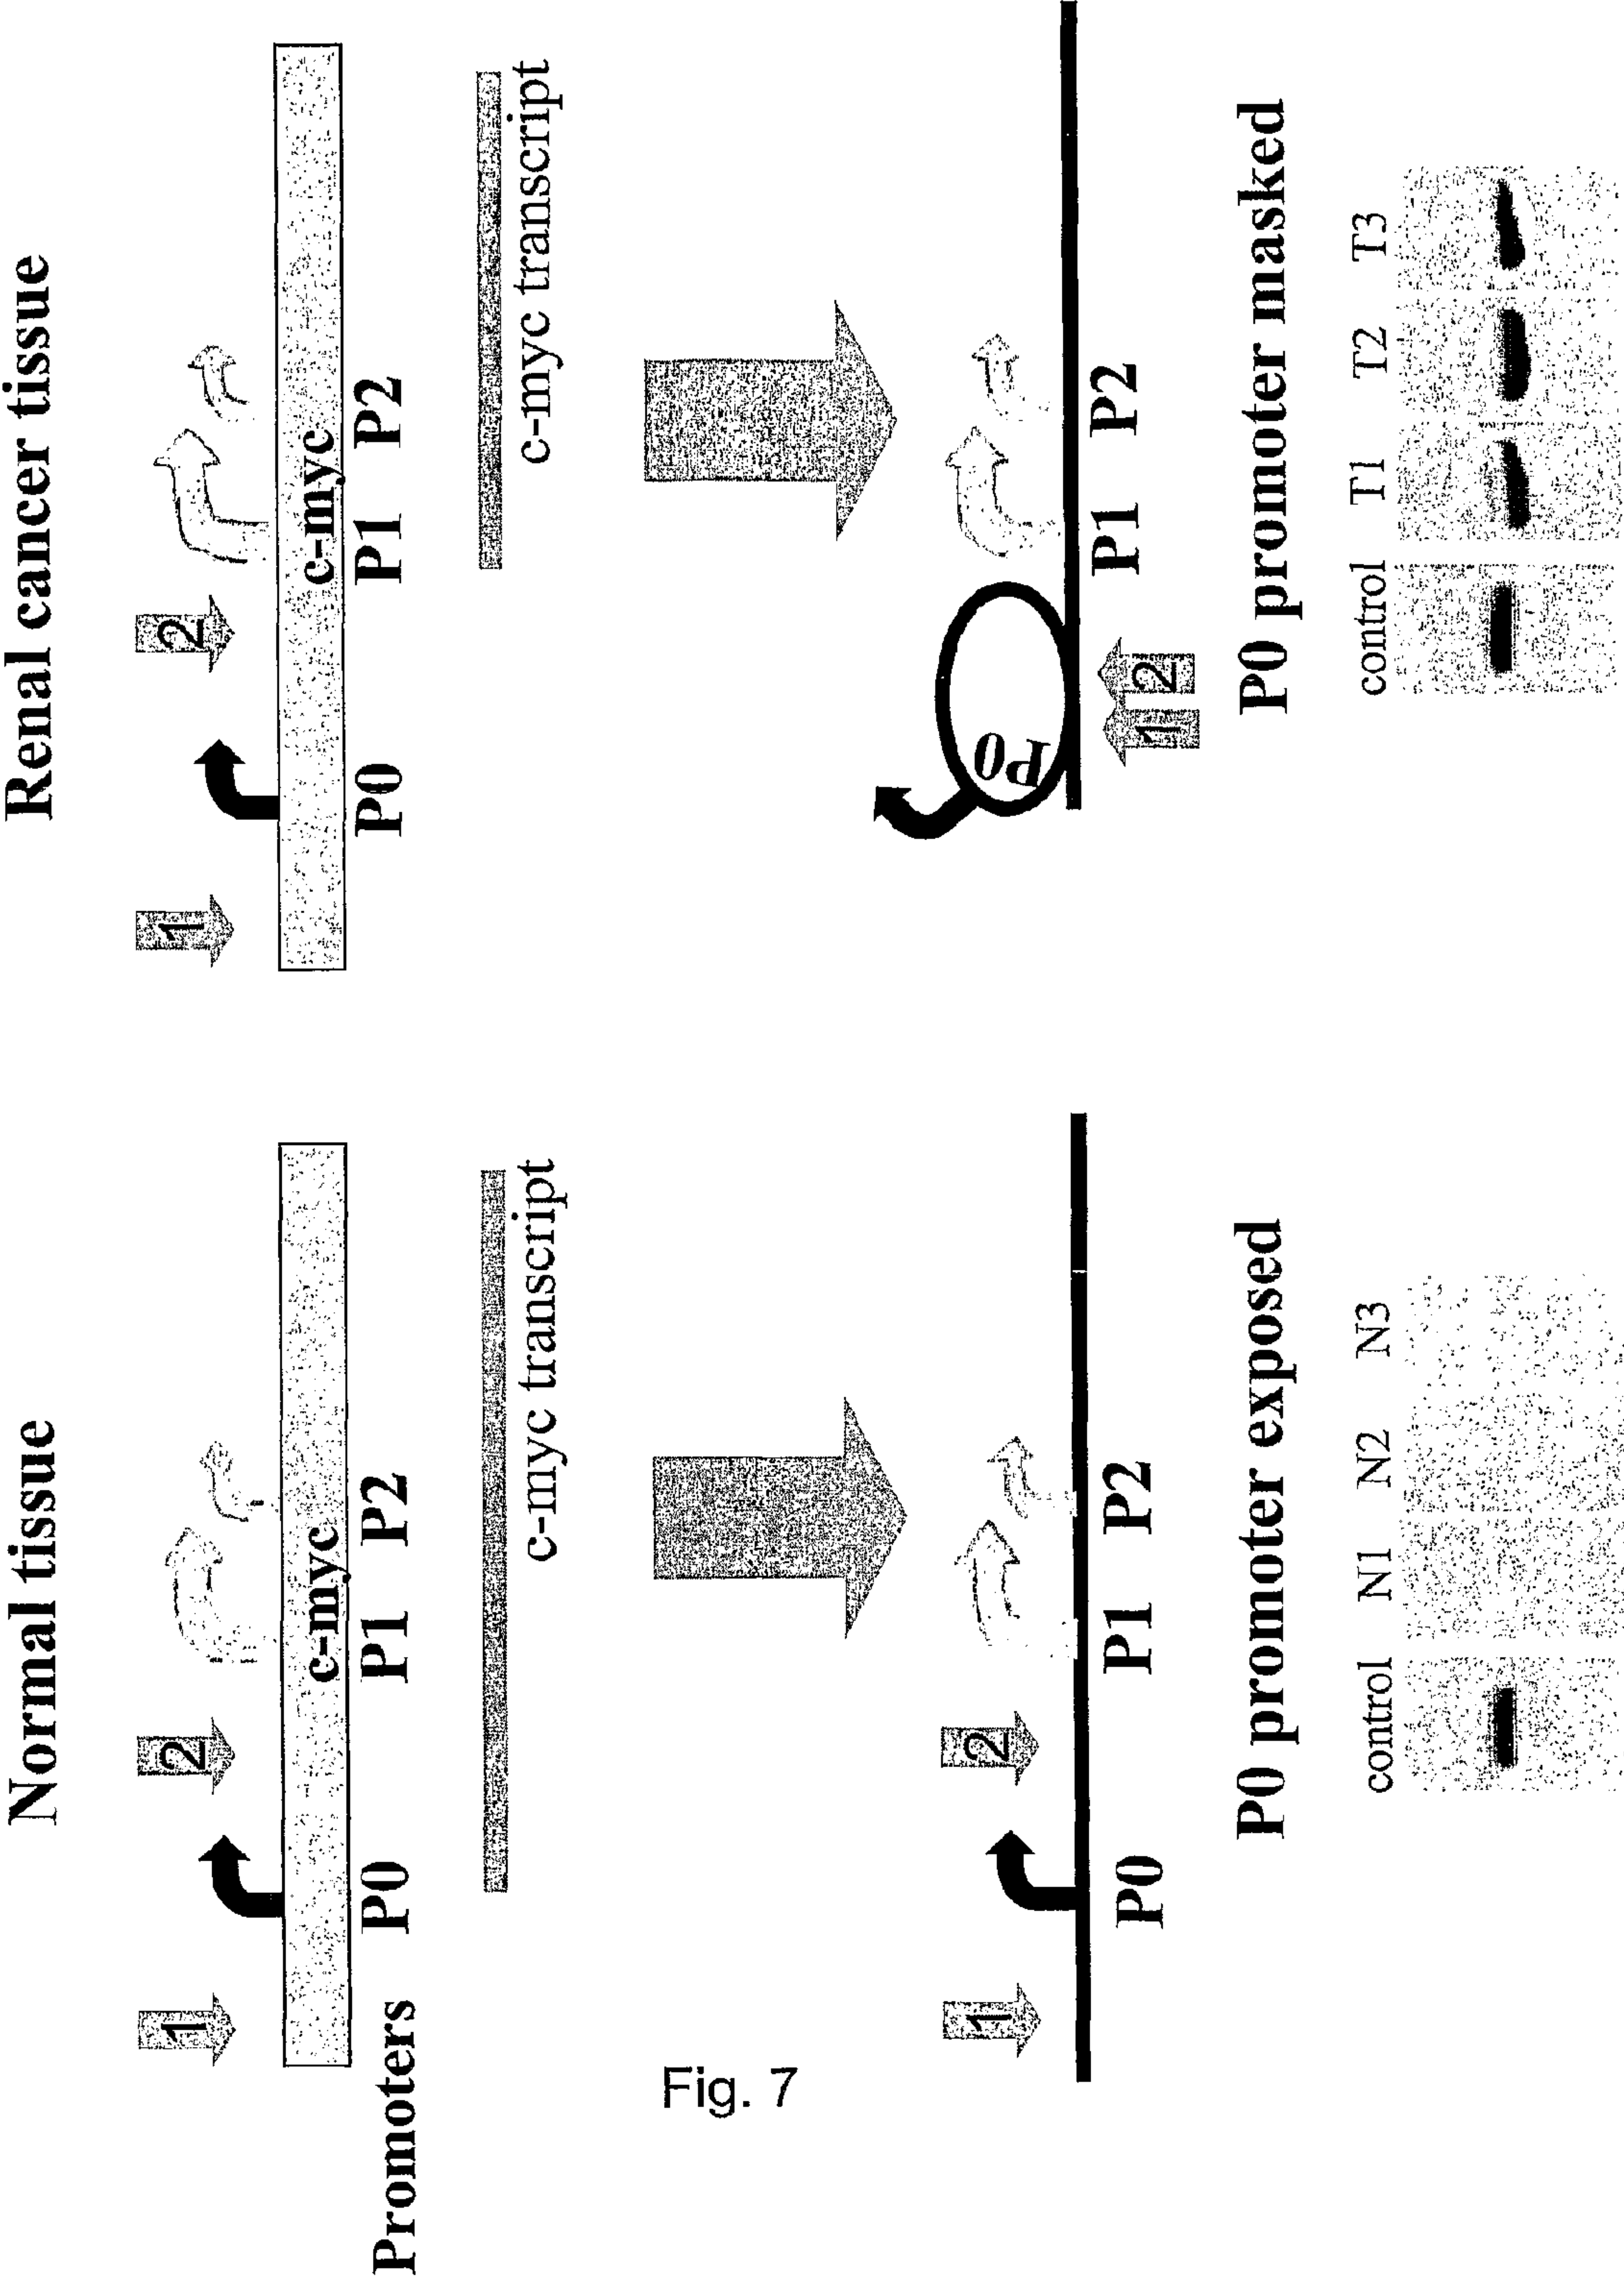 Normal tissue
1
2
c-myc
Promoters
P0
P1
P2
c-myc transcript
1
2
P0
P1
P2
P0 promoter exposed
control
N1
N2
N3
Renal cancer tissue
1
2
c-myc
P0
P1
P2
c-myc transcript
P0
P1
P2
1
2
P0 promoter masked
control
T1
T2
T3
Fig. 7